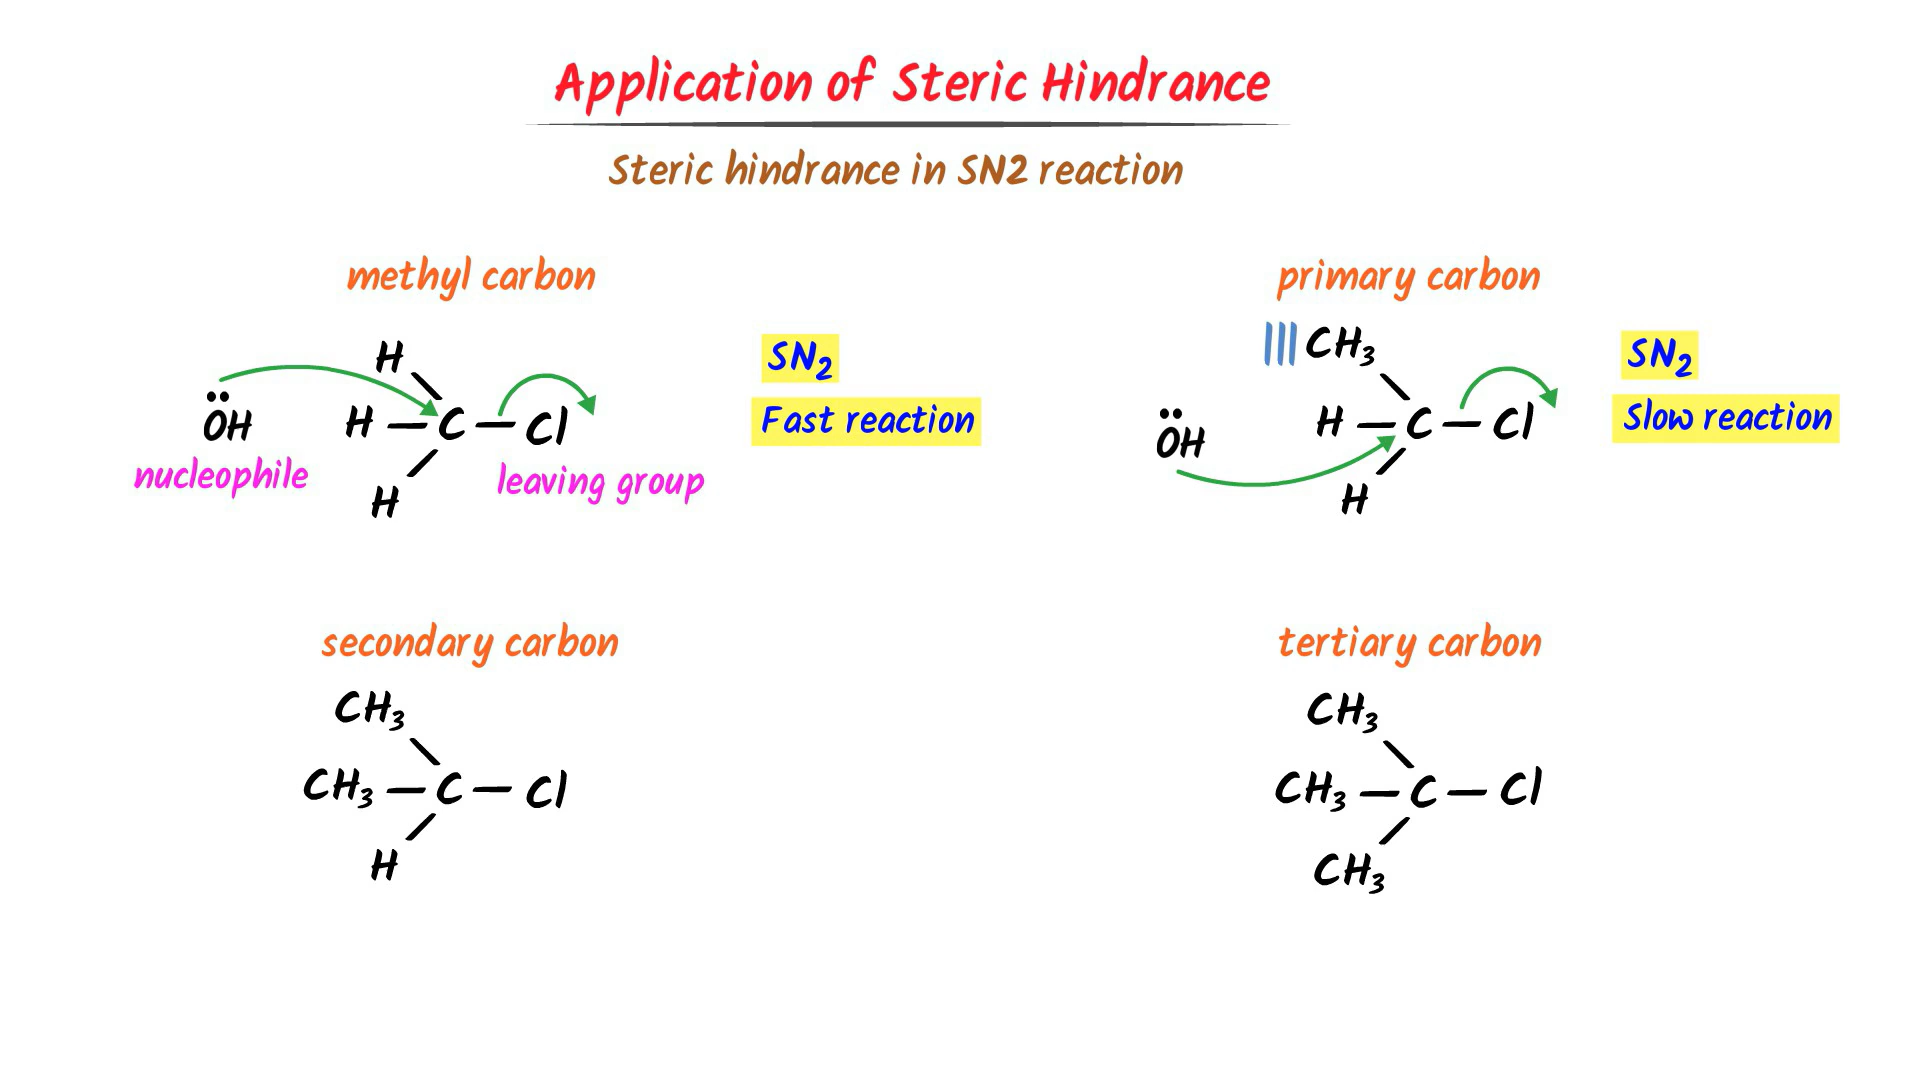 Application of Steric Hindrance
Steric hindrance in SN2 reaction
methyl carbon
H
ÖH
H — C — Cl
H
nucleophile
leaving group
SN₂
Fast reaction
primary carbon
CH₃
ÖH
H — C — Cl
H
SN₂
Slow reaction
secondary carbon
CH₃
CH₃ — C — Cl
H
tertiary carbon
CH₃
CH₃ — C — Cl
CH₃